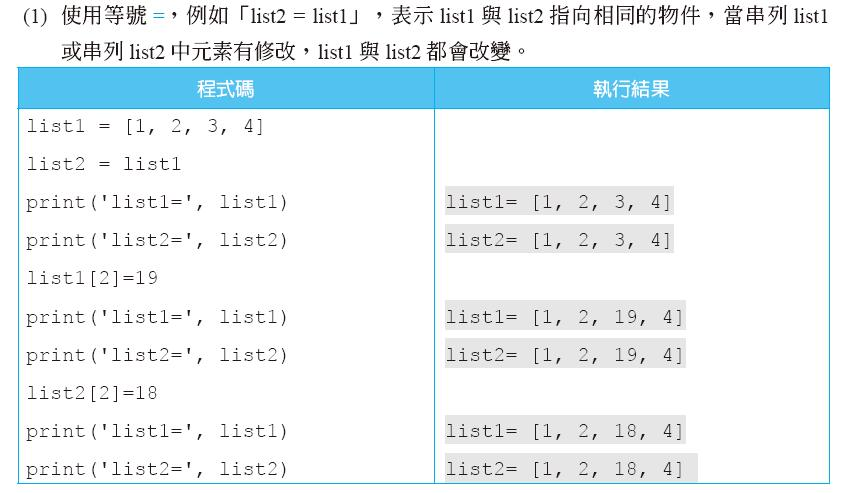 (1) 使用等號 =,例如「list2 = list1」,表示 list1 與 list2 指向相同的物件,當串列 list1
或串列 list2 中元素有修改,list1 與 list2 都會改變。
程式碼 執行結果
list1 = [1, 2, 3, 4]
list2 = list1
print('list1=', list1) list1= [1, 2, 3, 4]
print('list2=', list2) list2= [1, 2, 3, 4]
list1[2]=19
print('list1=', list1) list1= [1, 2, 19, 4]
print('list2=', list2) list2= [1, 2, 19, 4]
list2[2]=18
print('list1=', list1) list1= [1, 2, 18, 4]
print('list2=', list2) list2= [1, 2, 18, 4]